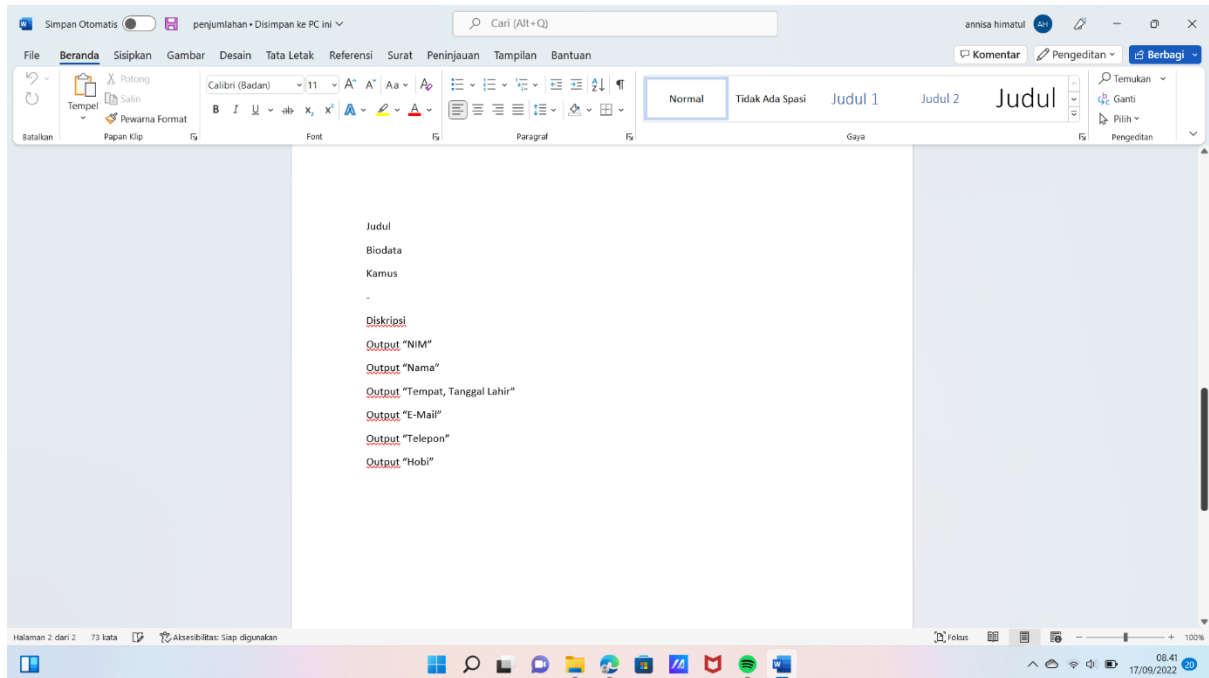 Simpan Otomatis penjumlahan • Disimpan ke PC ini Cari (Alt+Q) annisa himatul AH
File Beranda Sisipkan Gambar Desain Tata Letak Referensi Surat Peninjauan Tampilan Bantuan Komentar Pengeditan Berbagi
Potong Calibri (Badan) 11 Temukan
Tempel Salin Normal Tidak Ada Spasi Judul 1 Judul 2 Judul Ganti
Pewarna Format Pilih
Batalkan Papan Klip Font Paragraf Gaya Pengeditan
Judul
Biodata
Kamus
-
Diskripsi
Output “NIM”
Output “Nama”
Output “Tempat, Tanggal Lahir”
Output “E-Mail”
Output “Telepon”
Output “Hobi”
Halaman 2 dari 2 73 kata Aksesibilitas: Siap digunakan Fokus 100%
08.41
17/09/2022 20